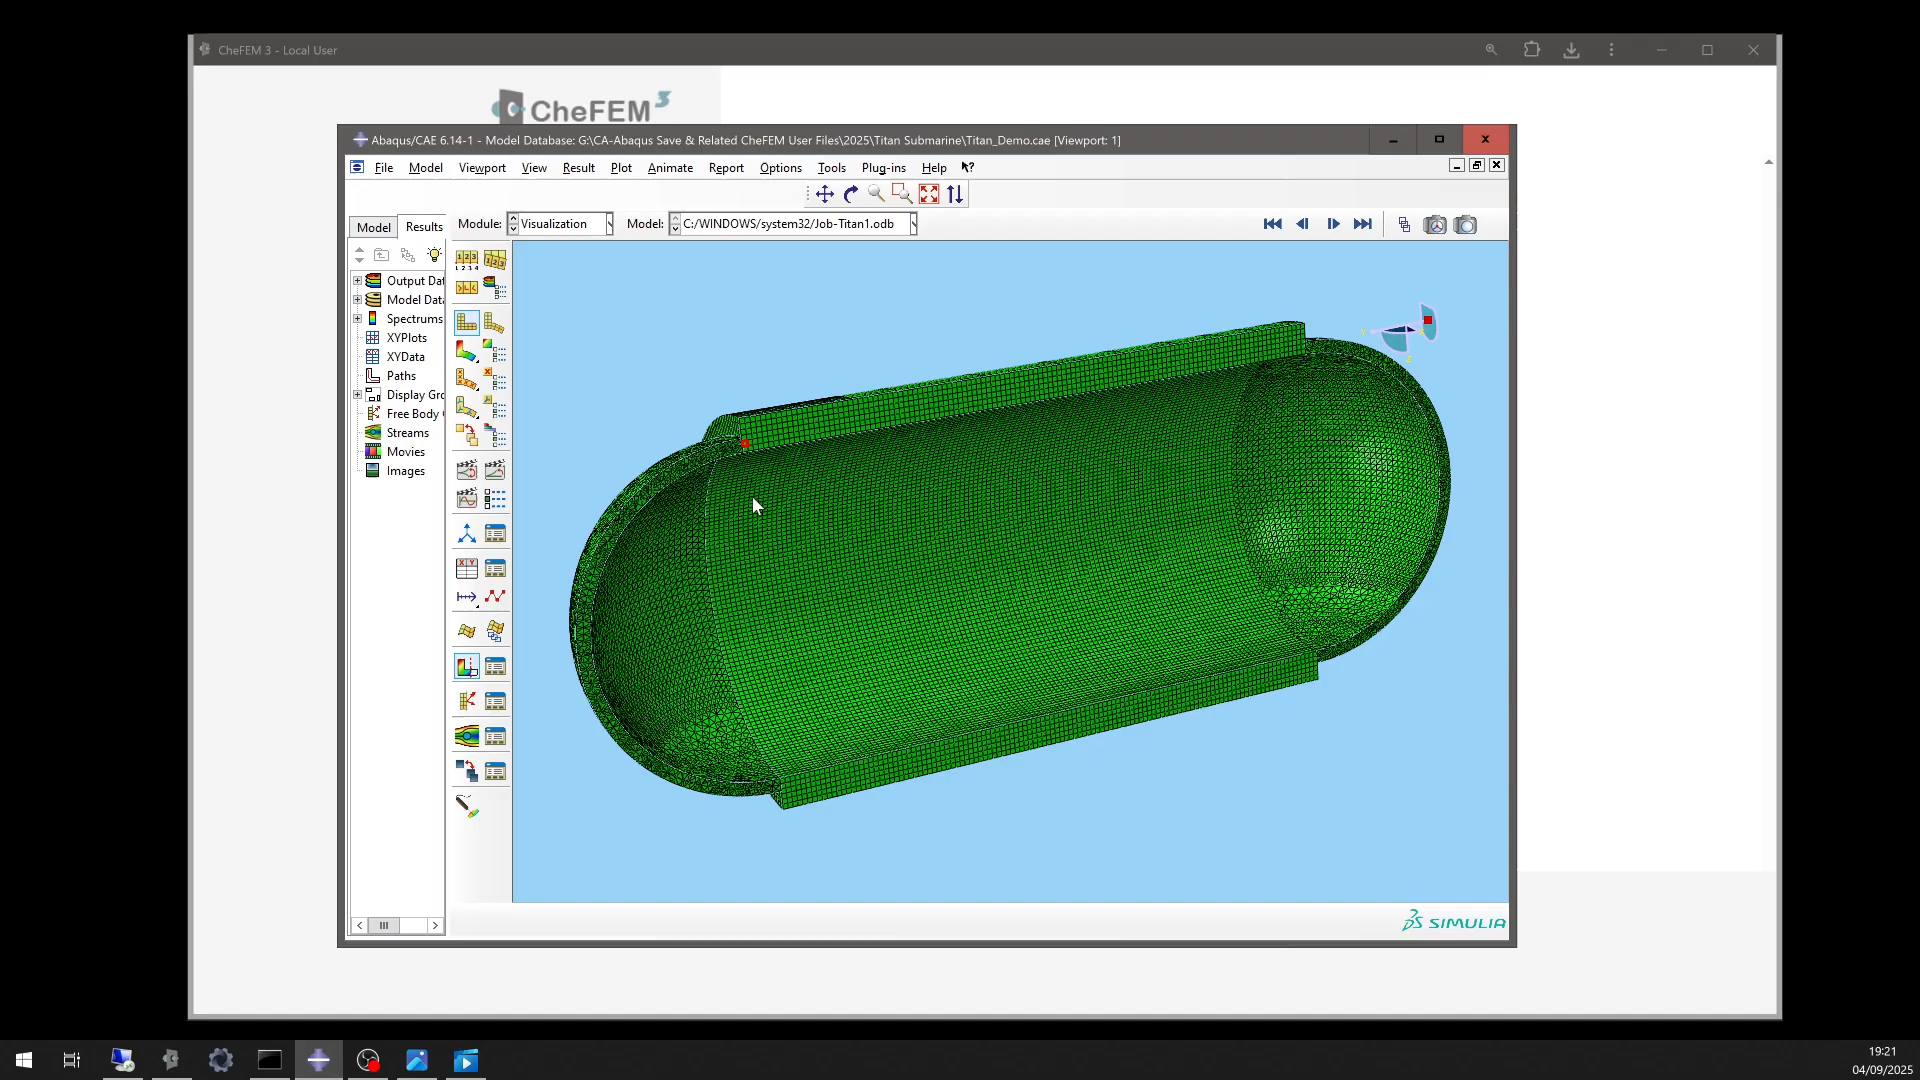 CheFEM 3 - Local User
CheFEM 3
Abaqus/CAE 6.14-1 - Model Database: G:\CA-Abaqus Save & Related CheFEM User Files\2025\Titan Submarine\Titan_Demo.cae [Viewport: 1]
File Model Viewport View Result Plot Animate Report Options Tools Plug-ins Help
Model Results Module: Visualization Model: C:/WINDOWS/system32/Job-Titan1.odb
Output Dat
Model Data
Spectrums
XYPlots
XYData
Paths
Display Gro
Free Body
Streams
Movies
Images
Y
Z
SIMULIA
19:21
04/09/2025